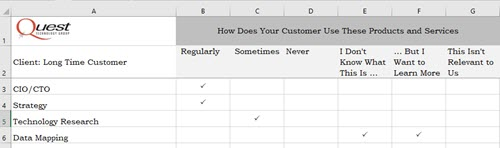 A B C D E F G
1 Quest How Does Your Customer Use These Products and Services
TECHNOLOGY GROUP
Regularly Sometimes Never I Don't ... But I This Isn't
Know What Want to Relevant to
2 Client: Long Time Customer This Is ... Learn More Us
3 CIO/CTO ✓
4 Strategy ✓
5 Technology Research ✓
6 Data Mapping ✓ ✓